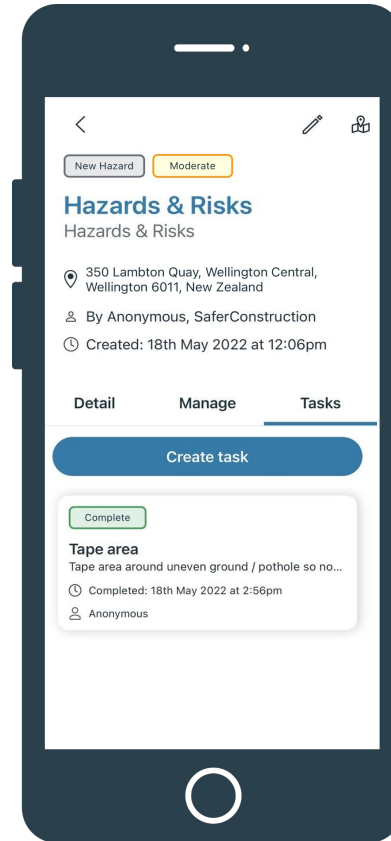 New Hazard Moderate
Hazards & Risks
Hazards & Risks
350 Lambton Quay, Wellington Central,
Wellington 6011, New Zealand
By Anonymous, SaferConstruction
Created: 18th May 2022 at 12:06pm
Detail Manage Tasks
Create task
Complete
Tape area
Tape area around uneven ground / pothole so no...
Completed: 18th May 2022 at 2:56pm
Anonymous